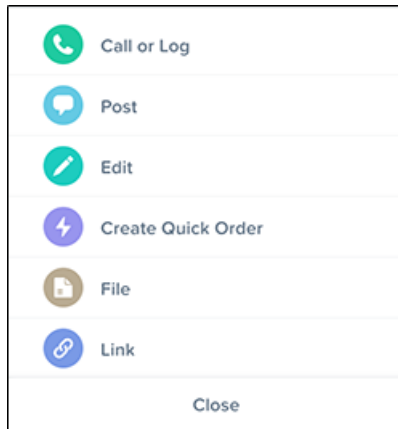 Call or Log
Post
Edit
Create Quick Order
File
Link
Close